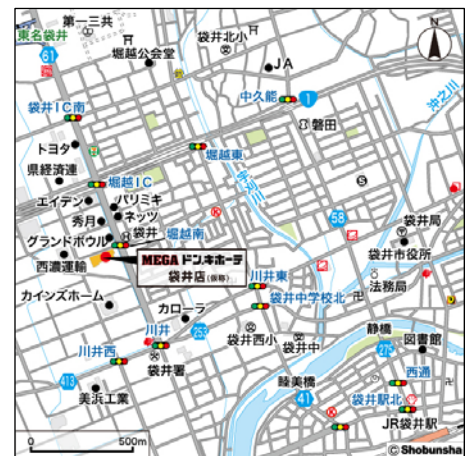 第一三共
東名袋井
61
堀越公会堂
袋井北小
JA
N
袋井IC南
中久能
1
沖之川
磐田
トヨタ
県経済連
堀越東
堀越IC
エイデン
パリミキ
ネッツ
秀月
袋井
堀越南
グランドボウル
西濃運輸
58
袋井局
袋井市役所
MEGAドン.キホーテ
袋井店(仮称)
川井東
法務局
カインズホーム
カローラ
袋井中学校北
川井
253
静橋
袋井西小
袋井中
275
図書館
川井西
袋井署
西通
413
睦美橋
袋井駅北
美浜工業
41
JR袋井駅
0
500m
©Shobunsha